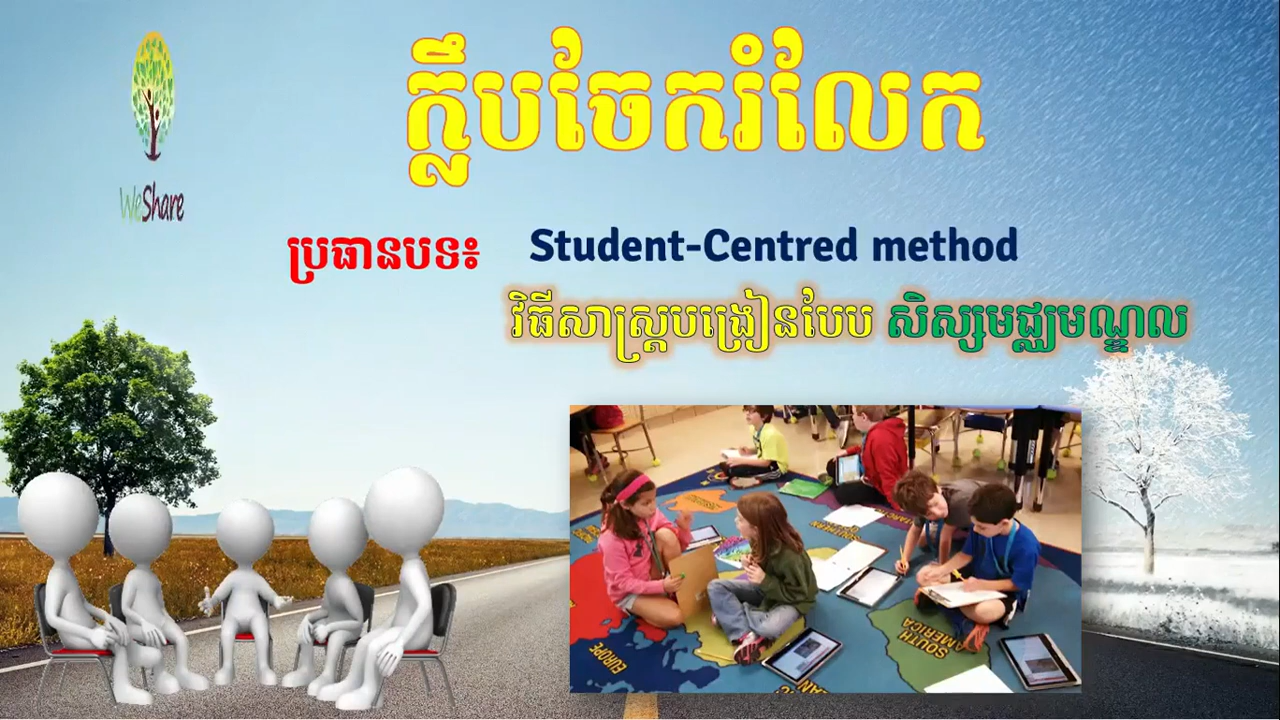 ក្លឹបចែករំលែក
WeShare
ប្រធានបទ៖ Student-Centred method
វិធីសាស្ត្របង្រៀនបែប សិស្សមជ្ឈមណ្ឌល
SOUTH AMERICA
EUROPE